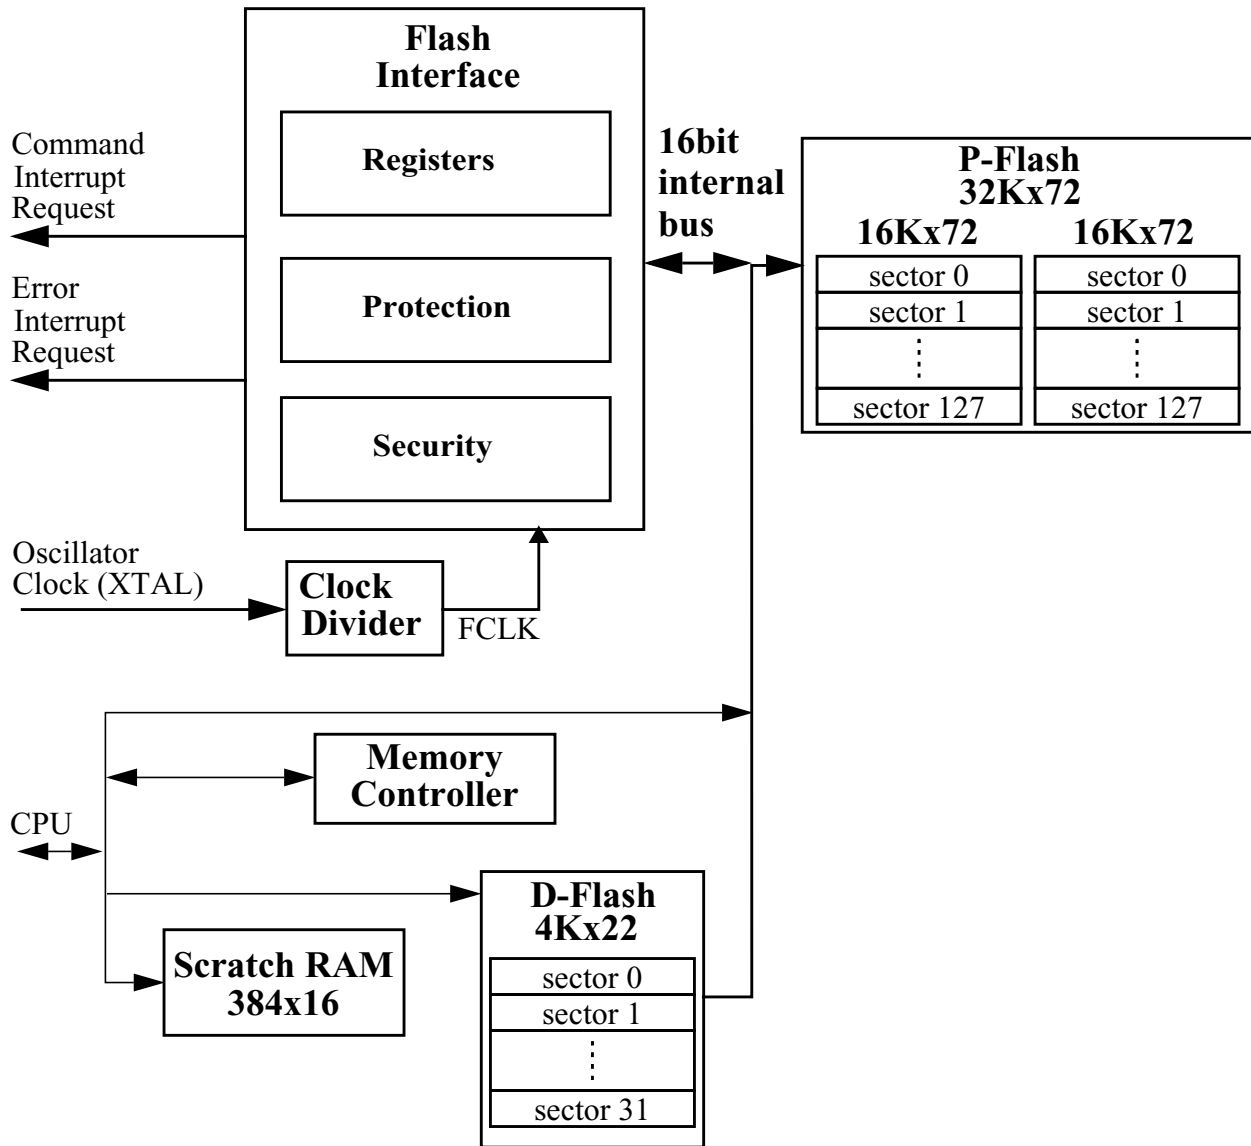 Flash
Interface
Registers
Protection
Security
Command
Interrupt
Request
Error
Interrupt
Request
16bit
internal
bus
P-Flash
32Kx72
16Kx72
16Kx72
sector 0
sector 1
sector 127
sector 0
sector 1
sector 127
Oscillator
Clock (XTAL)
Clock
Divider
FCLK
Memory
Controller
CPU
D-Flash
4Kx22
sector 0
sector 1
sector 31
Scratch RAM
384x16